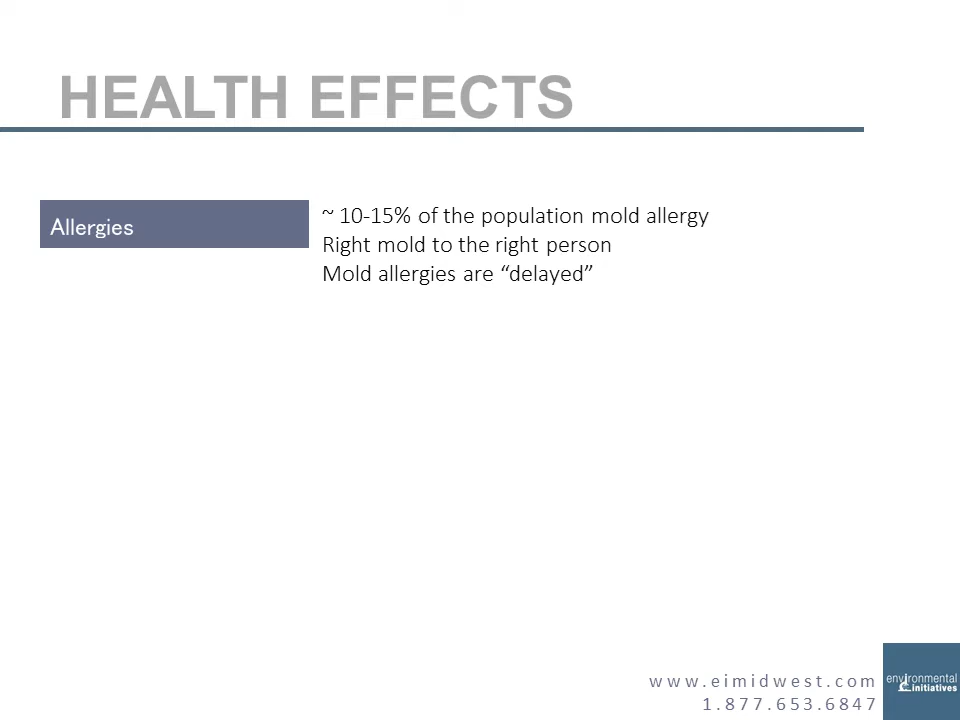 HEALTH EFFECTS
Allergies
~ 10-15% of the population mold allergy
Right mold to the right person
Mold allergies are “delayed”
www.eimidwest.com
1.877.653.6847
environmental
initiatives